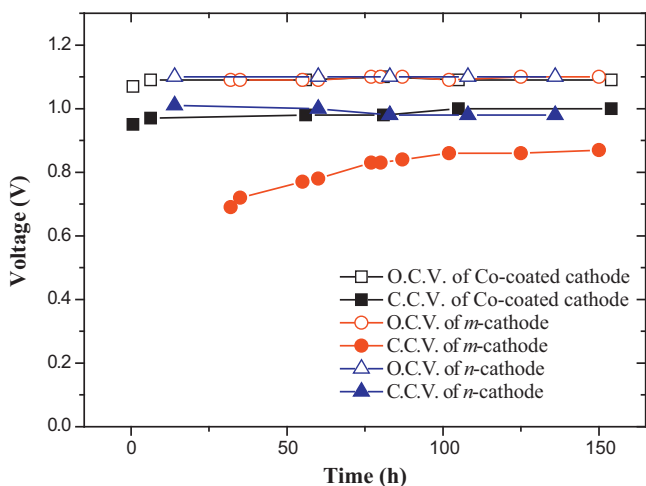 1.2
1.0
0.8
0.6
0.4
0.2
0.0
Voltage (V)
O.C.V. of Co-coated cathode
C.C.V. of Co-coated cathode
O.C.V. of m-cathode
C.C.V. of m-cathode
O.C.V. of n-cathode
C.C.V. of n-cathode
0 50 100 150
Time (h)